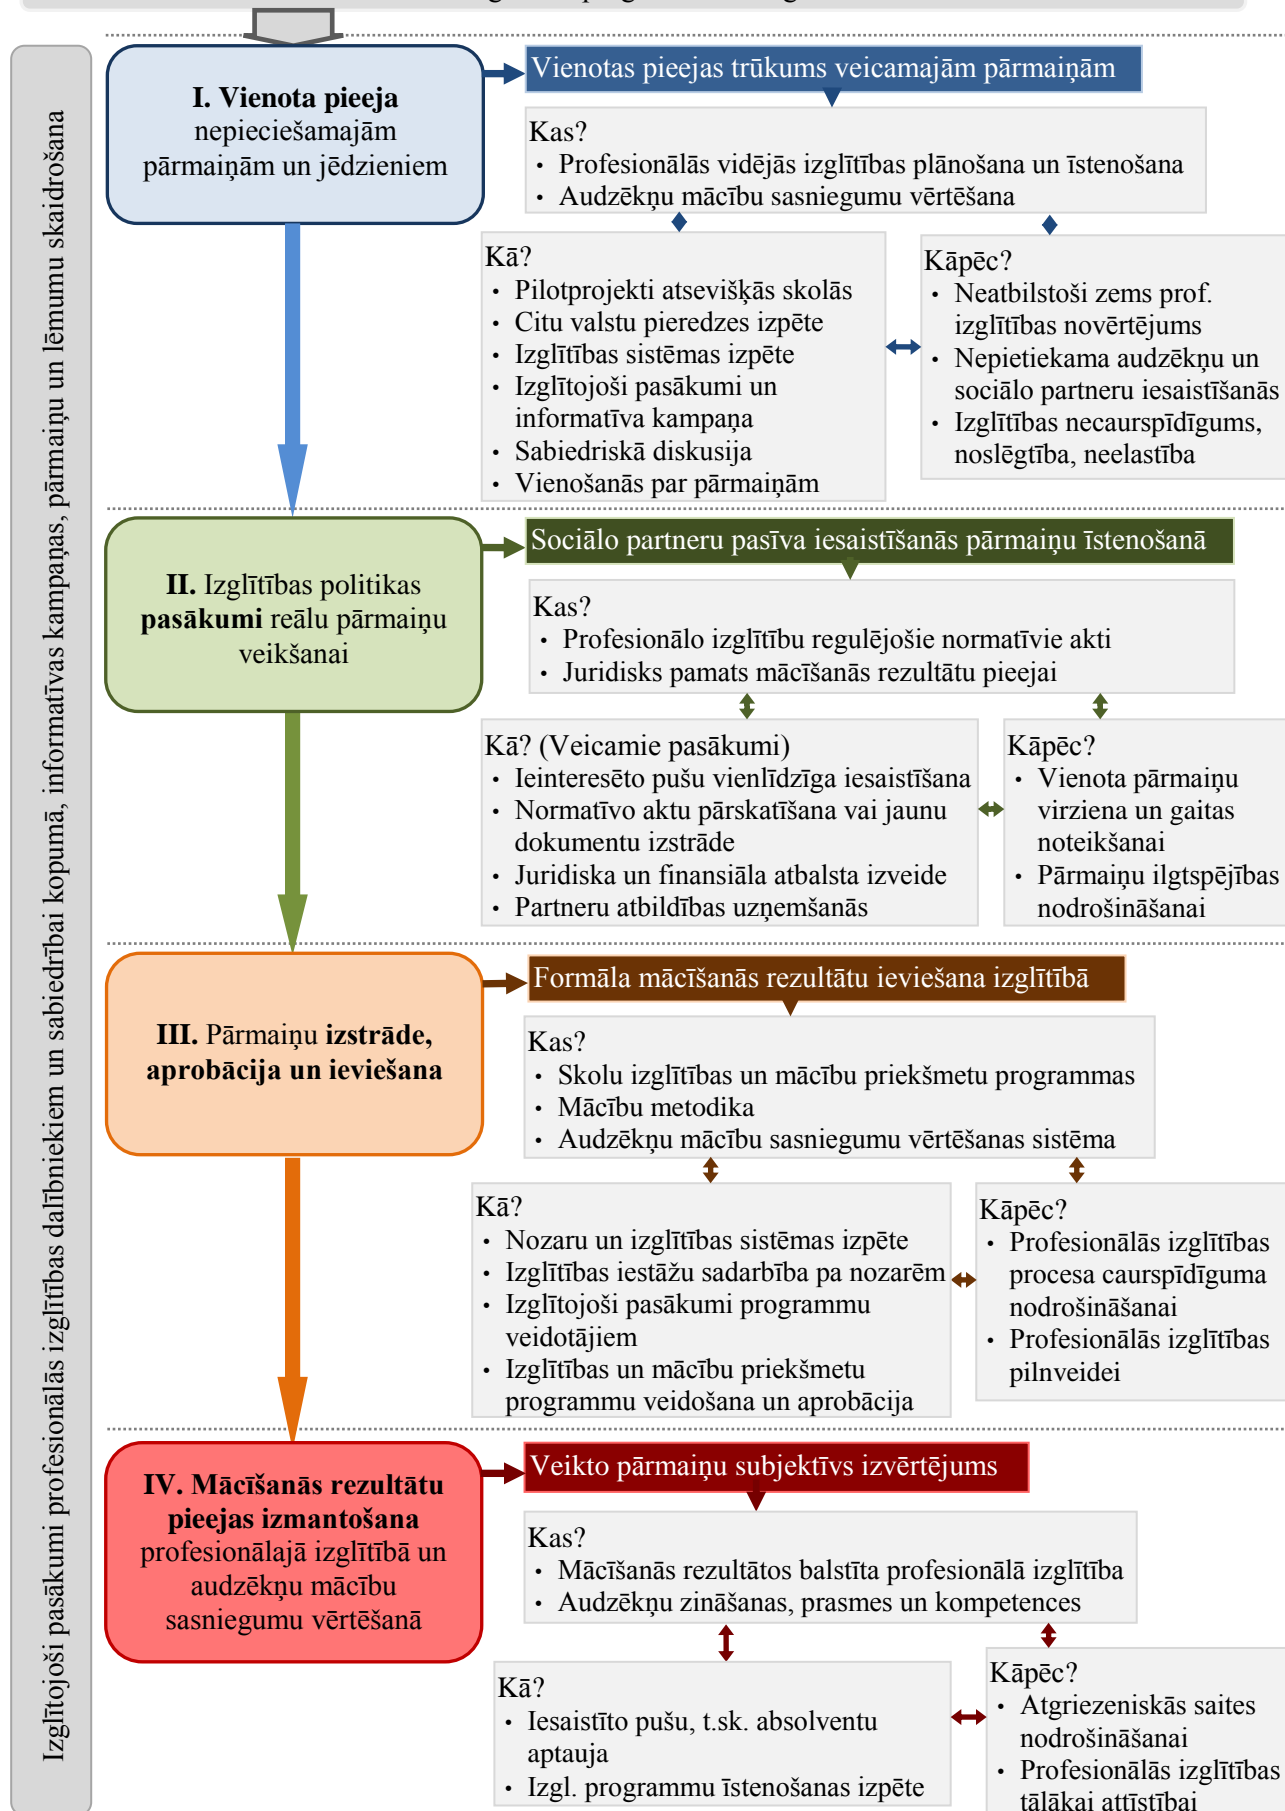 Izglītojoši pasākumi profesionālās izglītības dalībniekiem un sabiedrībai kopumā, informatīvas kampaņas, pārmaiņu un lēmumu skaidrošana
I. Vienota pieeja
nepieciešamajām
pārmaiņām un jēdzieniem
Vienotas pieejas trūkums veicamajām pārmaiņām
Kas?
• Profesionālās vidējās izglītības plānošana un īstenošana
• Audzēkņu mācību sasniegumu vērtēšana
Kā?
• Pilotprojekti atsevišķās skolās
• Citu valstu pieredzes izpēte
• Izglītības sistēmas izpēte
• Izglītojoši pasākumi un
informatīva kampaņa
• Sabiedriskā diskusija
• Vienošanās par pārmaiņām
Kāpēc?
• Neatbilstoši zems prof.
izglītības novērtējums
• Nepietiekama audzēkņu un
sociālo partneru iesaistīšanās
• Izglītības necaurspīdīgums,
noslēgtība, neelastība
II. Izglītības politikas
pasākumi reālu pārmaiņu
veikšanai
Sociālo partneru pasīva iesaistīšanās pārmaiņu īstenošanā
Kas?
• Profesionālo izglītību regulējošie normatīvie akti
• Juridisks pamats mācīšanās rezultātu pieejai
Kā? (Veicamie pasākumi)
• Ieinteresēto pušu vienlīdzīga iesaistīšana
• Normatīvo aktu pārskatīšana vai jaunu
dokumentu izstrāde
• Juridiska un finansiāla atbalsta izveide
• Partneru atbildības uzņemšanās
Kāpēc?
• Vienota pārmaiņu
virziena un gaitas
noteikšanai
• Pārmaiņu ilgtspējības
nodrošināšanai
III. Pārmaiņu izstrāde,
aprobācija un ieviešana
Formāla mācīšanās rezultātu ieviešana izglītībā
Kas?
• Skolu izglītības un mācību priekšmetu programmas
• Mācību metodika
• Audzēkņu mācību sasniegumu vērtēšanas sistēma
Kā?
• Nozaru un izglītības sistēmas izpēte
• Izglītības iestāžu sadarbība pa nozarēm
• Izglītojoši pasākumi programmu
veidotājiem
• Izglītības un mācību priekšmetu
programmu veidošana un aprobācija
Kāpēc?
• Profesionālās izglītības
procesa caurspīdīguma
nodrošināšanai
• Profesionālās izglītības
pilnveidei
IV. Mācīšanās rezultātu
pieejas izmantošana
profesionālajā izglītībā un
audzēkņu mācību
sasniegumu vērtēšanā
Veikto pārmaiņu subjektīvs izvērtējums
Kas?
• Mācīšanās rezultātos balstīta profesionālā izglītība
• Audzēkņu zināšanas, prasmes un kompetences
Kā?
• Iesaistīto pušu, t.sk. absolventu
aptauja
• Izgl. programmu īstenošanas izpēte
Kāpēc?
• Atgriezeniskās saites
nodrošināšanai
• Profesionālās izglītības
tālākai attīstībai